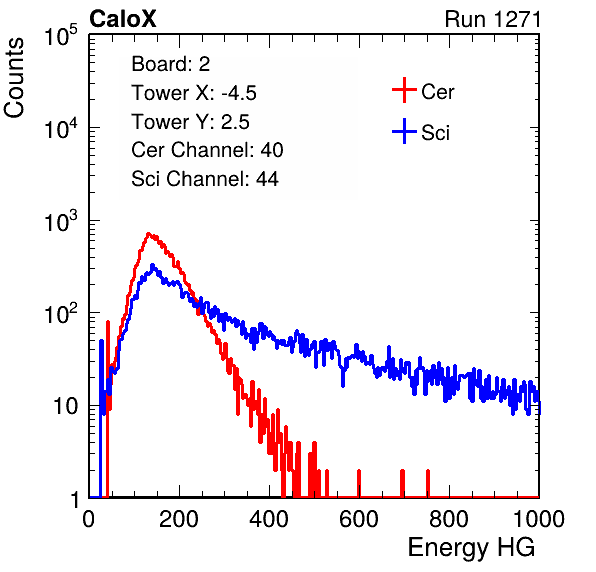 CaloX Run 1271
Counts
10^5
10^4
10^3
10^2
10
1
Board: 2
Tower X: -4.5
Tower Y: 2.5
Cer Channel: 40
Sci Channel: 44
Cer
Sci
0 200 400 600 800 1000
Energy HG